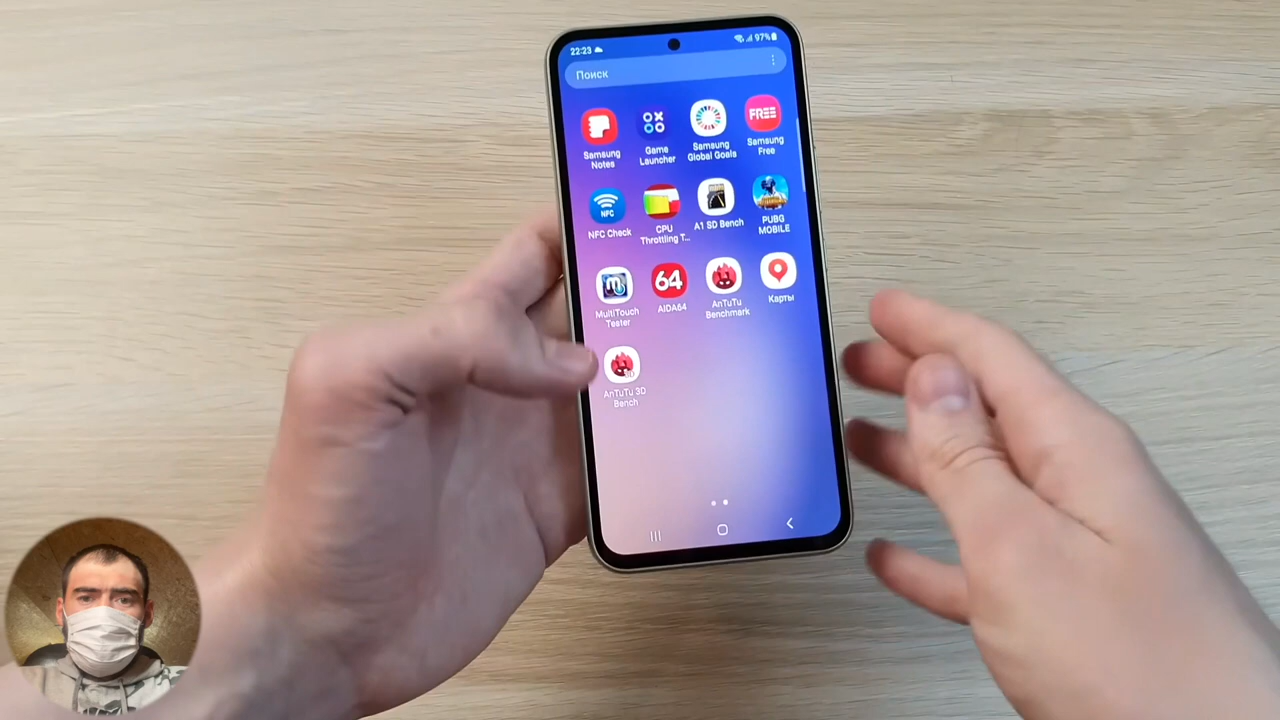 22:23
97%
Поиск
FREE
Samsung
Notes
Game
Launcher
Samsung
Global Goals
Samsung
Free
NFC
NFC Check
CPU
Throttling T...
A1 SD Bench
PUBG
MOBILE
64
MultiTouch
Tester
AIDA64
AnTuTu
Benchmark
Карты
3D
AnTuTu 3D
Bench